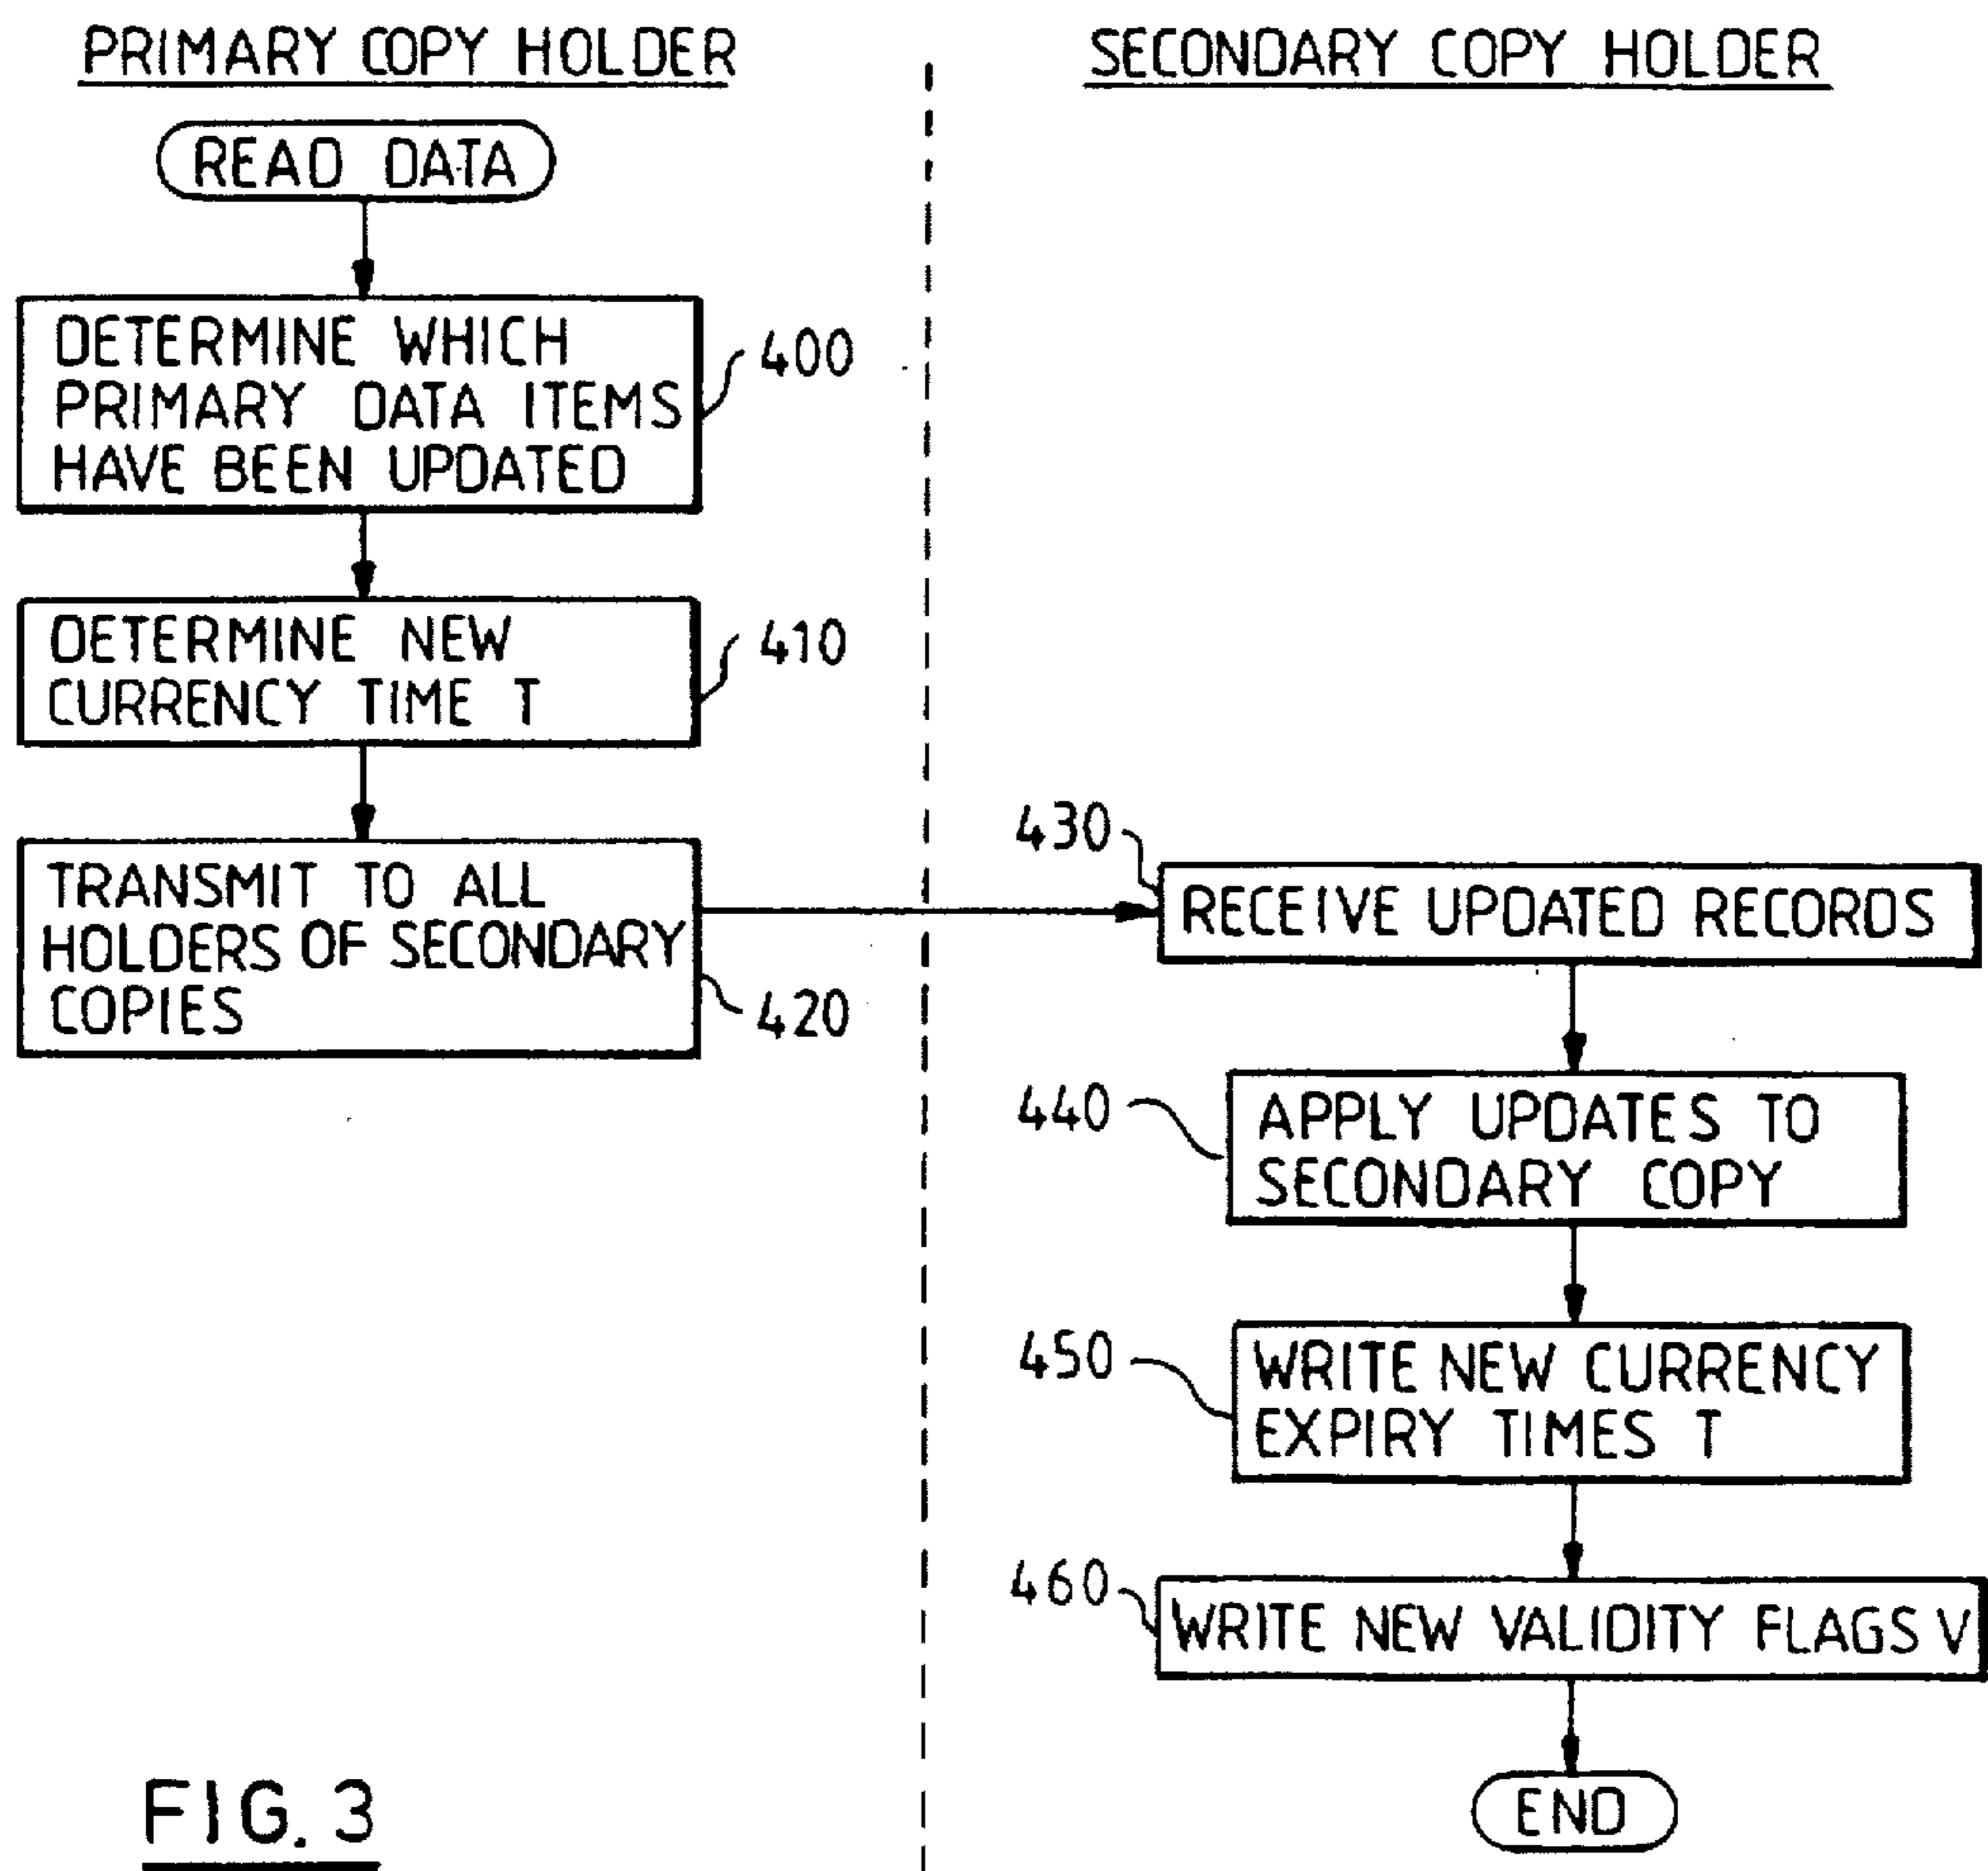 PRIMARY COPY HOLDER
READ DATA
DETERMINE WHICH
PRIMARY DATA ITEMS
HAVE BEEN UPDATED
400
DETERMINE NEW
CURRENCY TIME T
410
TRANSMIT TO ALL
HOLDERS OF SECONDARY
COPIES
420
SECONDARY COPY HOLDER
430
RECEIVE UPDATED RECORDS
440
APPLY UPDATES TO
SECONDARY COPY
450
WRITE NEW CURRENCY
EXPIRY TIMES T
460
WRITE NEW VALIDITY FLAGS V
END
FIG. 3